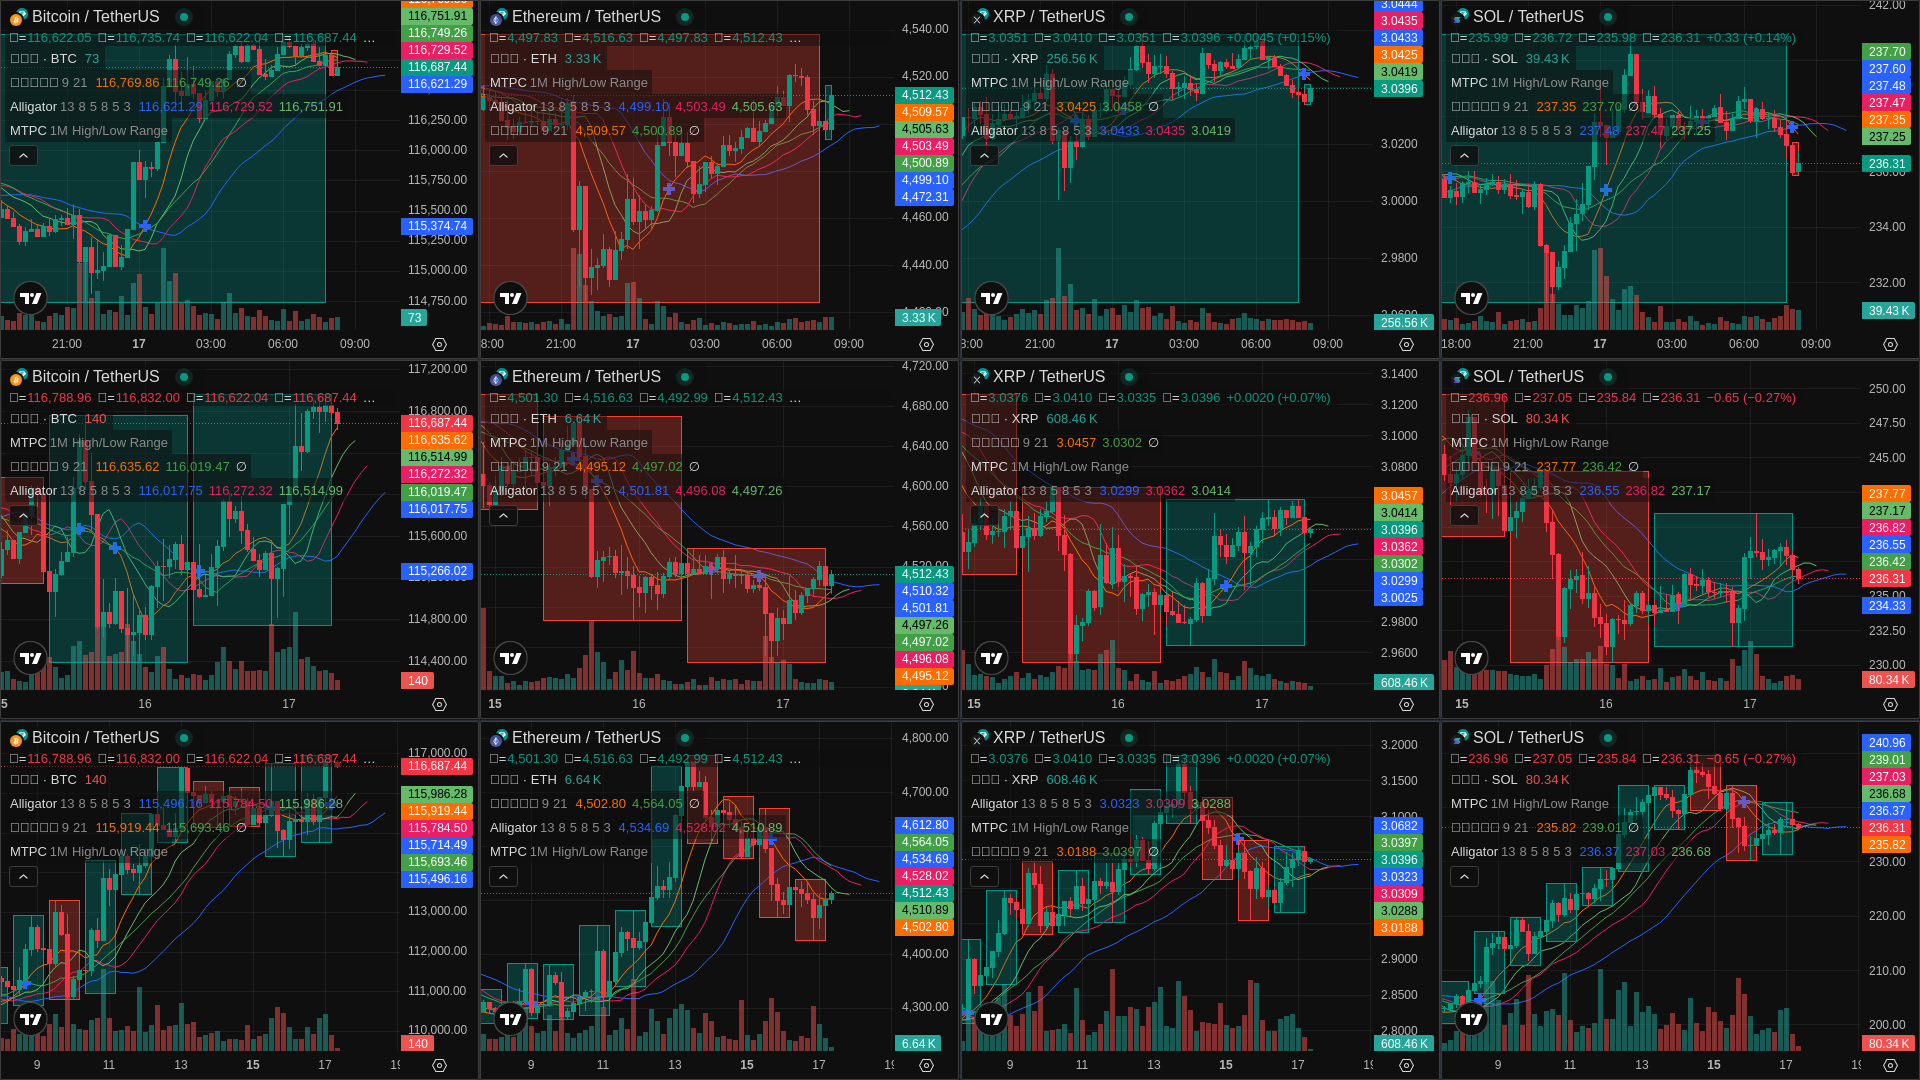 Bitcoin / TetherUS
□=116,622.05 □=116,735.74 □=116,622.04 □=116,687.44 …
□□□ · BTC 73
□□□□□ 9 21 116,769.86 116,749.26 ∅
Alligator 13 8 5 8 5 3 116,621.29 116,729.52 116,751.91
MTPC 1M High/Low Range
116,751.91
116,749.26
116,729.52
116,687.44
116,621.29
116,250.00
116,000.00
115,750.00
115,500.00
115,374.74
115,250.00
115,000.00
114,750.00
73
21:00 17 03:00 06:00 09:00
Ethereum / TetherUS
□=4,497.83 □=4,516.63 □=4,497.83 □=4,512.43 …
□□□ · ETH 3.33 K
MTPC 1M High/Low Range
Alligator 13 8 5 8 5 3 4,499.10 4,503.49 4,505.63
□□□□□ 9 21 4,509.57 4,500.89 ∅
4,540.00
4,520.00
4,512.43
4,509.57
4,505.63
4,503.49
4,500.89
4,499.10
4,472.31
4,460.00
4,440.00
3.33 K
8:00 21:00 17 03:00 06:00 09:00
XRP / TetherUS
□=3.0351 □=3.0410 □=3.0351 □=3.0396 +0.0045 (+0.15%)
□□□ · XRP 256.56 K
MTPC 1M High/Low Range
□□□□□ 9 21 3.0425 3.0458 ∅
Alligator 13 8 5 8 5 3 3.0433 3.0435 3.0419
3.0444
3.0435
3.0433
3.0425
3.0419
3.0396
3.0200
3.0000
2.9800
256.56 K
8:00 21:00 17 03:00 06:00 09:00
SOL / TetherUS
□=235.99 □=236.72 □=235.98 □=236.31 +0.33 (+0.14%)
□□□ · SOL 39.43 K
MTPC 1M High/Low Range
□□□□□ 9 21 237.35 237.70 ∅
Alligator 13 8 5 8 5 3 237.48 237.47 237.25
242.00
237.70
237.60
237.48
237.47
237.35
237.25
236.31
236.00
234.00
232.00
39.43 K
18:00 21:00 17 03:00 06:00 09:00
Bitcoin / TetherUS
□=116,788.96 □=116,832.00 □=116,622.04 □=116,687.44 …
□□□ · BTC 140
MTPC 1M High/Low Range
□□□□□ 9 21 116,635.62 116,019.47 ∅
Alligator 13 8 5 8 5 3 116,017.75 116,272.32 116,514.99
117,200.00
116,800.00
116,687.44
116,635.62
116,514.99
116,272.32
116,019.47
116,017.75
115,600.00
115,266.02
114,800.00
114,400.00
140
5 16 17
Ethereum / TetherUS
□=4,501.30 □=4,516.63 □=4,492.99 □=4,512.43 …
□□□ · ETH 6.64 K
MTPC 1M High/Low Range
□□□□□ 9 21 4,495.12 4,497.02 ∅
Alligator 13 8 5 8 5 3 4,501.81 4,496.08 4,497.26
4,720.00
4,680.00
4,640.00
4,600.00
4,560.00
4,520.00
4,512.43
4,510.32
4,501.81
4,497.26
4,497.02
4,496.08
4,495.12
15 16 17
XRP / TetherUS
□=3.0376 □=3.0410 □=3.0335 □=3.0396 +0.0020 (+0.07%)
□□□ · XRP 608.46 K
□□□□□ 9 21 3.0457 3.0302 ∅
MTPC 1M High/Low Range
Alligator 13 8 5 8 5 3 3.0299 3.0362 3.0414
3.1400
3.1200
3.1000
3.0800
3.0457
3.0414
3.0396
3.0362
3.0302
3.0299
3.0025
2.9800
2.9600
608.46 K
15 16 17
SOL / TetherUS
□=236.96 □=237.05 □=235.84 □=236.31 −0.65 (−0.27%)
□□□ · SOL 80.34 K
MTPC 1M High/Low Range
□□□□□ 9 21 237.77 236.42 ∅
Alligator 13 8 5 8 5 3 236.55 236.82 237.17
250.00
247.50
245.00
237.77
237.17
236.82
236.55
236.42
236.31
235.00
234.33
232.50
230.00
80.34 K
15 16 17
Bitcoin / TetherUS
□=116,788.96 □=116,832.00 □=116,622.04 □=116,687.44 …
□□□ · BTC 140
Alligator 13 8 5 8 5 3 115,496.16 115,784.50 115,986.28
□□□□□ 9 21 115,919.44 115,693.46 ∅
MTPC 1M High/Low Range
117,000.00
116,687.44
115,986.28
115,919.44
115,784.50
115,714.49
115,693.46
115,496.16
113,000.00
112,000.00
111,000.00
110,000.00
140
9 11 13 15 17 19
Ethereum / TetherUS
□=4,501.30 □=4,516.63 □=4,492.99 □=4,512.43 …
□□□ · ETH 6.64 K
□□□□□ 9 21 4,502.80 4,564.05 ∅
Alligator 13 8 5 8 5 3 4,534.69 4,528.02 4,510.89
MTPC 1M High/Low Range
4,800.00
4,700.00
4,612.80
4,564.05
4,534.69
4,528.02
4,512.43
4,510.89
4,502.80
4,400.00
4,300.00
6.64 K
9 11 13 15 17 19
XRP / TetherUS
□=3.0376 □=3.0410 □=3.0335 □=3.0396 +0.0020 (+0.07%)
□□□ · XRP 608.46 K
Alligator 13 8 5 8 5 3 3.0323 3.0309 3.0288
MTPC 1M High/Low Range
□□□□□ 9 21 3.0188 3.0397 ∅
3.2000
3.1500
3.1000
3.0682
3.0397
3.0396
3.0323
3.0309
3.0288
3.0188
2.9000
2.8500
2.8000
608.46 K
9 11 13 15 17 19
SOL / TetherUS
□=236.96 □=237.05 □=235.84 □=236.31 −0.65 (−0.27%)
□□□ · SOL 80.34 K
MTPC 1M High/Low Range
□□□□□ 9 21 235.82 239.01 ∅
Alligator 13 8 5 8 5 3 236.37 237.03 236.68
240.96
239.01
237.03
236.68
236.37
236.31
235.82
230.00
220.00
210.00
200.00
80.34 K
9 11 13 15 17 19